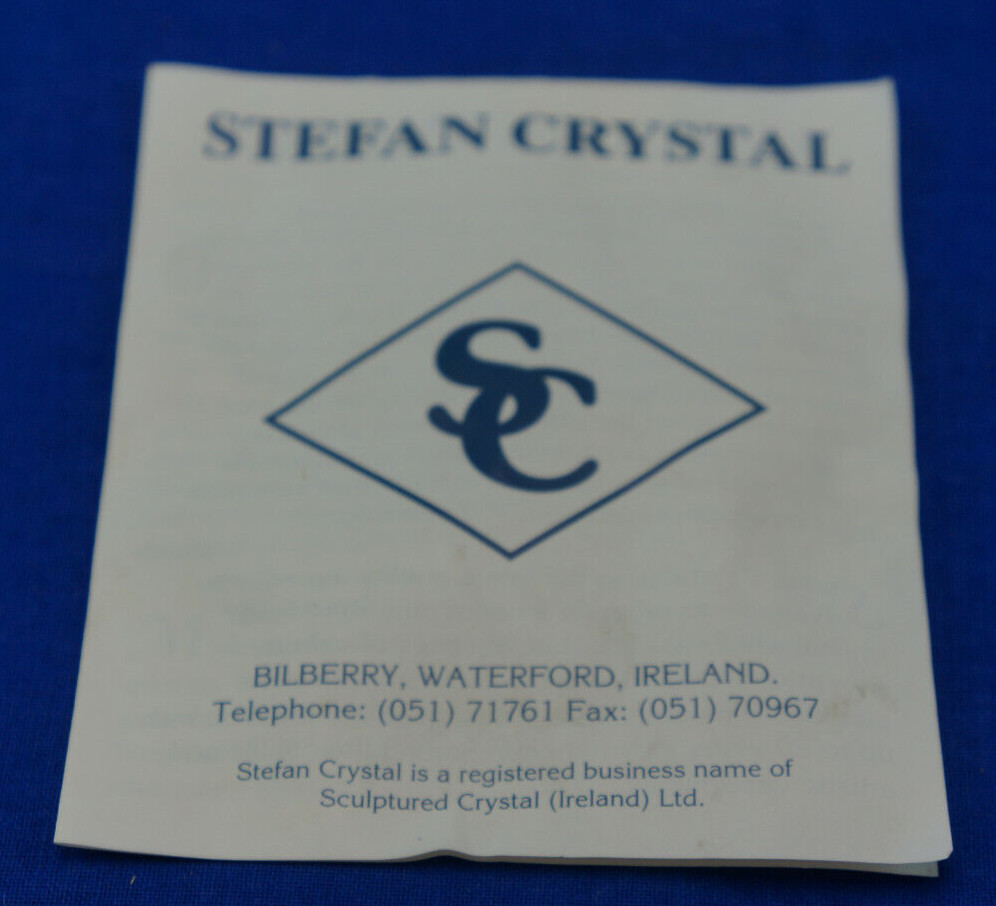 STEFAN CRYSTAL
SC
BILBERRY, WATERFORD, IRELAND.
Telephone: (051) 71761 Fax: (051) 70967
Stefan Crystal is a registered business name of
Sculptured Crystal (Ireland) Ltd.